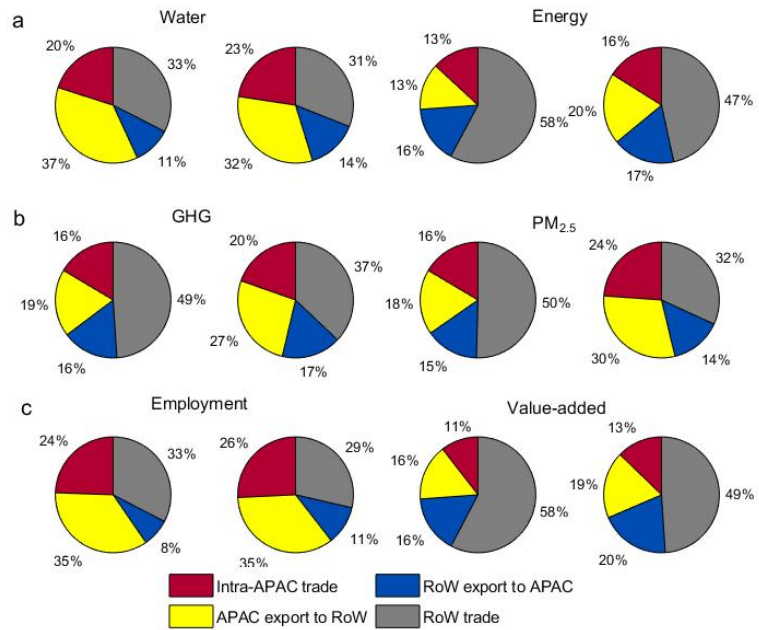 a
Water
Energy
20% 33% 23% 31% 13% 16%
13% 20% 47%
58%
37% 11% 32% 14% 16% 17%
b
GHG
PM2.5
16% 20% 37% 16% 24% 32%
19% 49% 18% 50%
16% 27% 17% 15% 30% 14%
c
Employment
Value-added
24% 33% 26% 29% 11% 13%
16% 19% 49%
58%
35% 8% 35% 11% 16% 20%
Intra-APAC trade RoW export to APAC
APAC export to RoW RoW trade